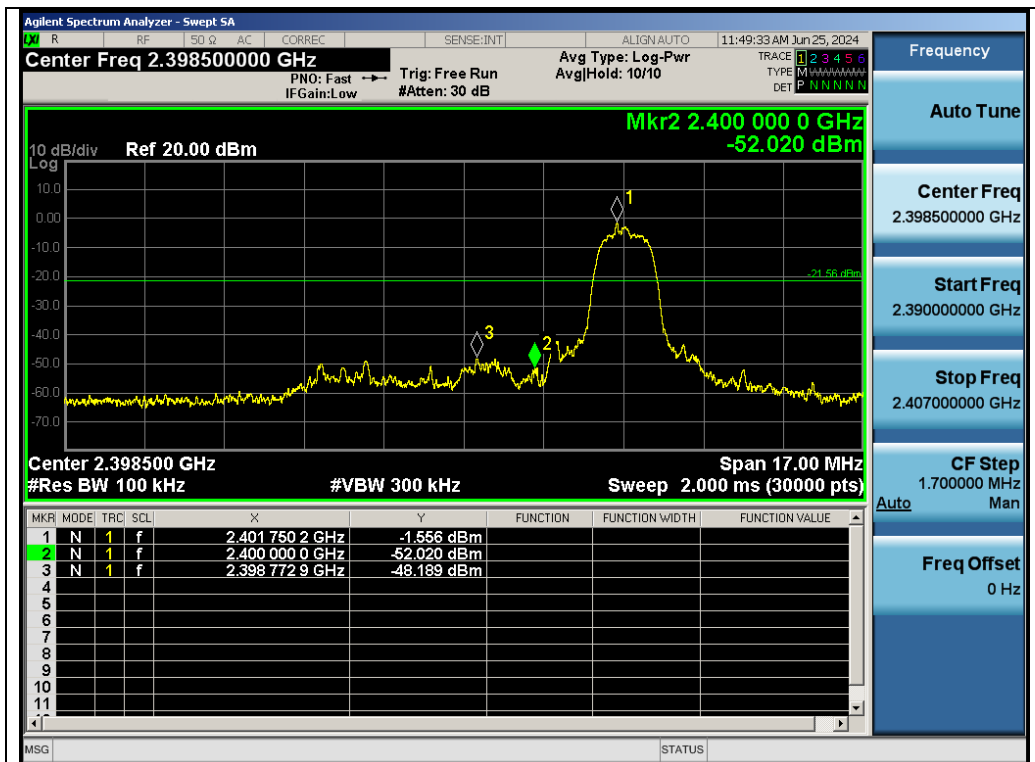 Agilent Spectrum Analyzer - Swept SA
LXI R RF 50 Ω AC CORREC SENSE:INT ALIGN AUTO 11:49:33 AM Jun 25, 2024
Center Freq 2.398500000 GHz
PNO: Fast
IFGain:Low
Trig: Free Run
#Atten: 30 dB
Avg Type: Log-Pwr
Avg|Hold: 10/10
TRACE 1 2 3 4 5 6
TYPE M WWWWW
DET P N N N N N
Mkr2 2.400 000 0 GHz
-52.020 dBm
10 dB/div Ref 20.00 dBm
Log
10.0
0.00
-10.0
-20.0
-30.0
-40.0
-50.0
-60.0
-70.0
1
-21.56 dBm
3
2
Center 2.398500 GHz Span 17.00 MHz
#Res BW 100 kHz #VBW 300 kHz Sweep 2.000 ms (30000 pts)
MKR MODE TRC SCL X Y FUNCTION FUNCTION WIDTH FUNCTION VALUE
1 N 1 f 2.401 750 2 GHz -1.556 dBm
2 N 1 f 2.400 000 0 GHz -52.020 dBm
3 N 1 f 2.398 772 9 GHz -48.189 dBm
4
5
6
7
8
9
10
11
MSG STATUS
Frequency
Auto Tune
Center Freq
2.398500000 GHz
Start Freq
2.390000000 GHz
Stop Freq
2.407000000 GHz
CF Step
1.700000 MHz
Auto Man
Freq Offset
0 Hz